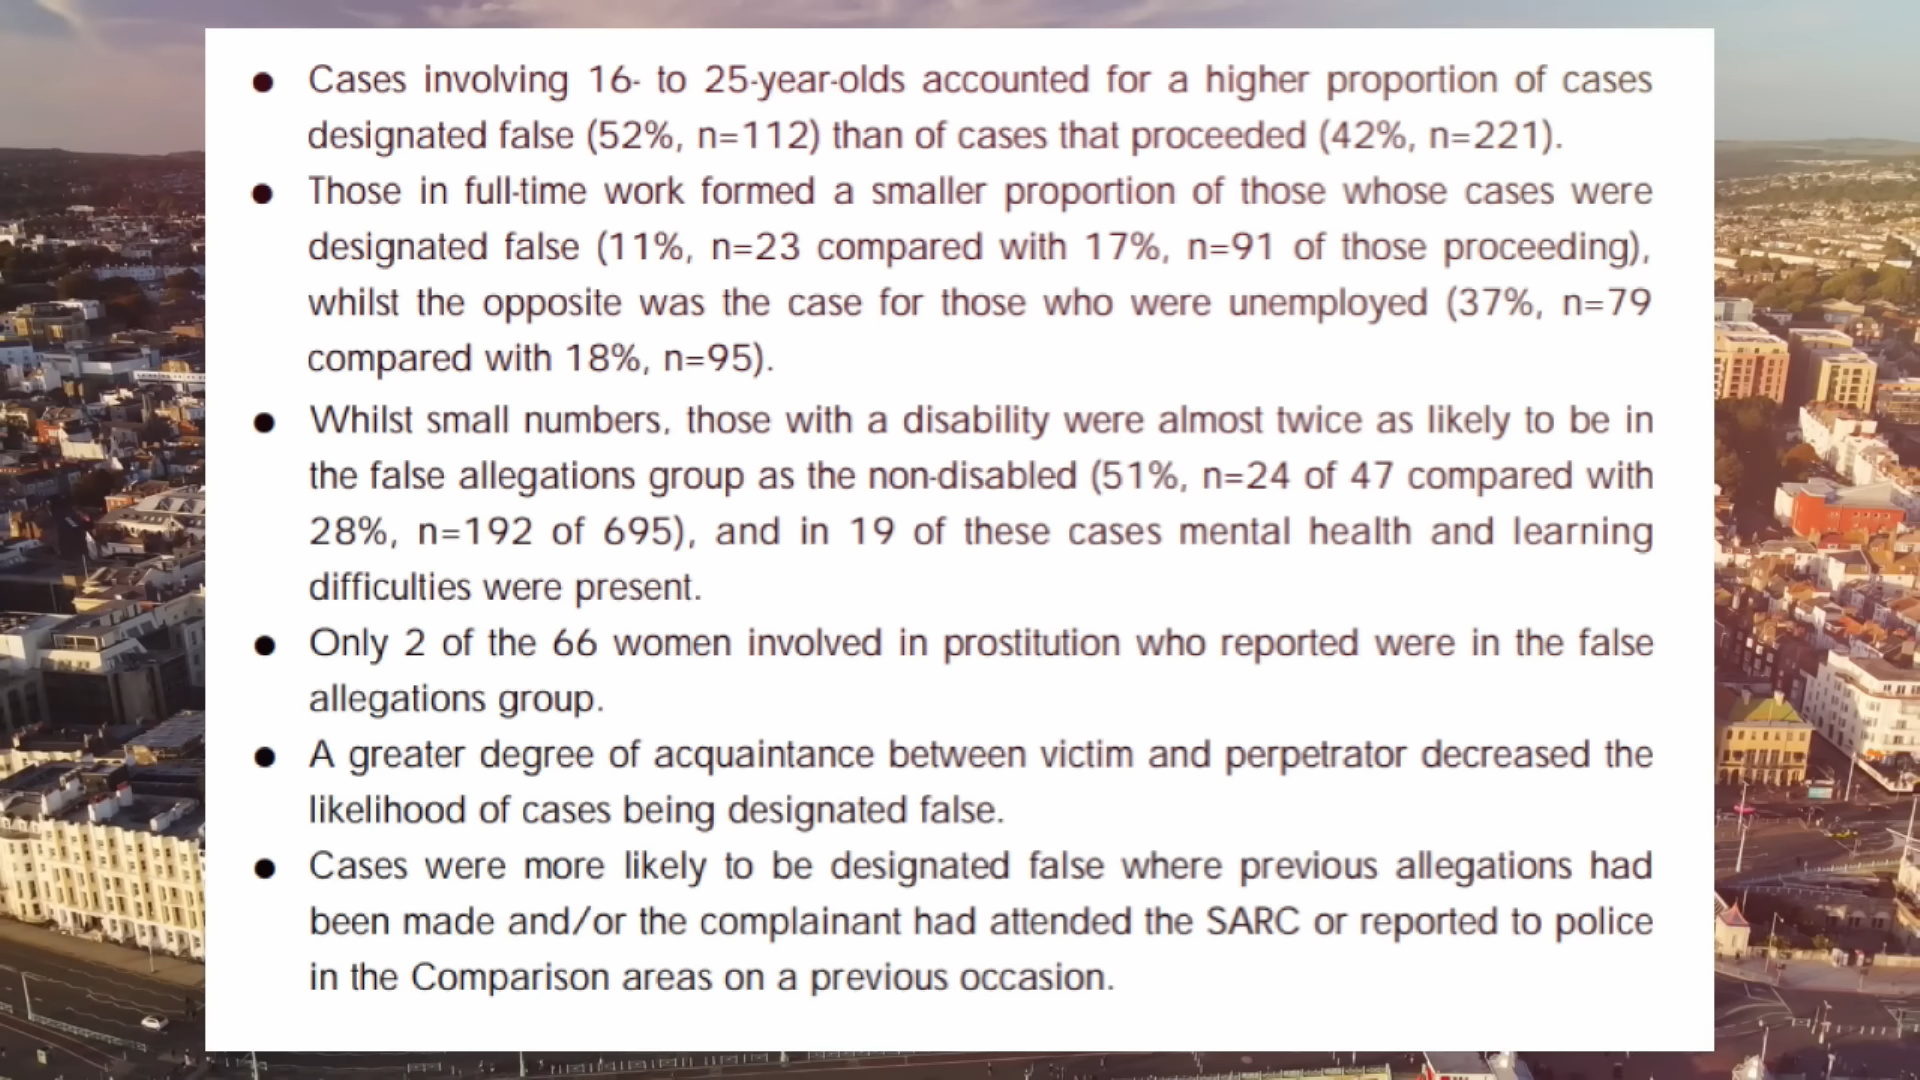 ● Cases involving 16- to 25-year-olds accounted for a higher proportion of cases
designated false (52%, n=112) than of cases that proceeded (42%, n=221).
● Those in full-time work formed a smaller proportion of those whose cases were
designated false (11%, n=23 compared with 17%, n=91 of those proceeding),
whilst the opposite was the case for those who were unemployed (37%, n=79
compared with 18%, n=95).
● Whilst small numbers, those with a disability were almost twice as likely to be in
the false allegations group as the non-disabled (51%, n=24 of 47 compared with
28%, n=192 of 695), and in 19 of these cases mental health and learning
difficulties were present.
● Only 2 of the 66 women involved in prostitution who reported were in the false
allegations group.
● A greater degree of acquaintance between victim and perpetrator decreased the
likelihood of cases being designated false.
● Cases were more likely to be designated false where previous allegations had
been made and/or the complainant had attended the SARC or reported to police
in the Comparison areas on a previous occasion.